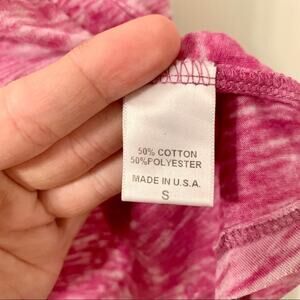 50% COTTON
50%POLYESTER
MADE IN U.S.A.
S